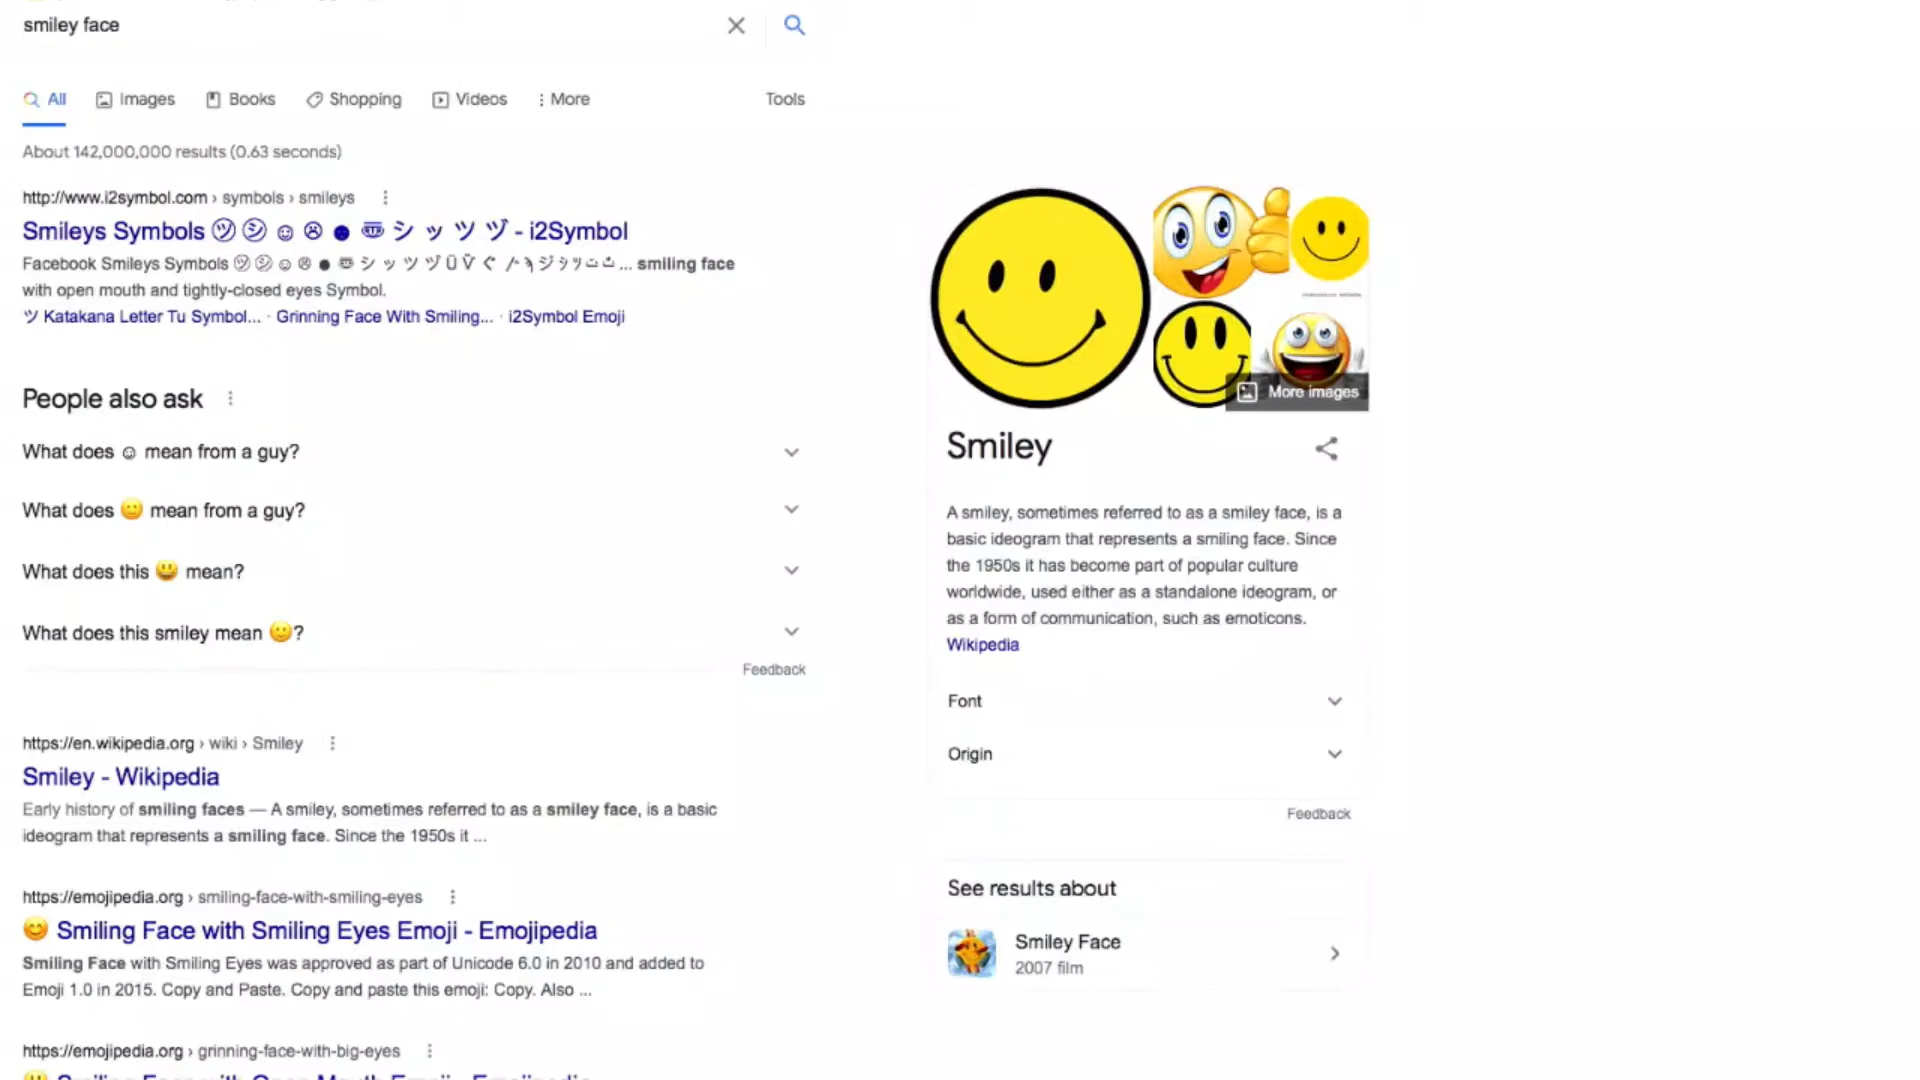 smiley face
All Images Books Shopping Videos More Tools
About 142,000,000 results (0.63 seconds)
http://www.i2symbol.com › symbols › smileys
Smileys Symbols ㋡ ㋛ ☺ ☹ ● 〠 シ ッ ツ ヅ - i2Symbol
Facebook Smileys Symbols ㋡ ㋛ ☺ ☹ ● 〠 シ ッ ツ ヅ Ü ... smiling face
with open mouth and tightly-closed eyes Symbol.
ツ Katakana Letter Tu Symbol... · Grinning Face With Smiling... · i2Symbol Emoji
People also ask
What does ☺ mean from a guy?
What does 🙂 mean from a guy?
What does this 😃 mean?
What does this smiley mean 🙂?
Feedback
https://en.wikipedia.org › wiki › Smiley
Smiley - Wikipedia
Early history of smiling faces — A smiley, sometimes referred to as a smiley face, is a basic
ideogram that represents a smiling face. Since the 1950s it ...
https://emojipedia.org › smiling-face-with-smiling-eyes
😊 Smiling Face with Smiling Eyes Emoji - Emojipedia
Smiling Face with Smiling Eyes was approved as part of Unicode 6.0 in 2010 and added to
Emoji 1.0 in 2015. Copy and Paste. Copy and paste this emoji: Copy. Also ...
https://emojipedia.org › grinning-face-with-big-eyes
More images
Smiley
A smiley, sometimes referred to as a smiley face, is a
basic ideogram that represents a smiling face. Since
the 1950s it has become part of popular culture
worldwide, used either as a standalone ideogram, or
as a form of communication, such as emoticons.
Wikipedia
Font
Origin
Feedback
See results about
Smiley Face
2007 film